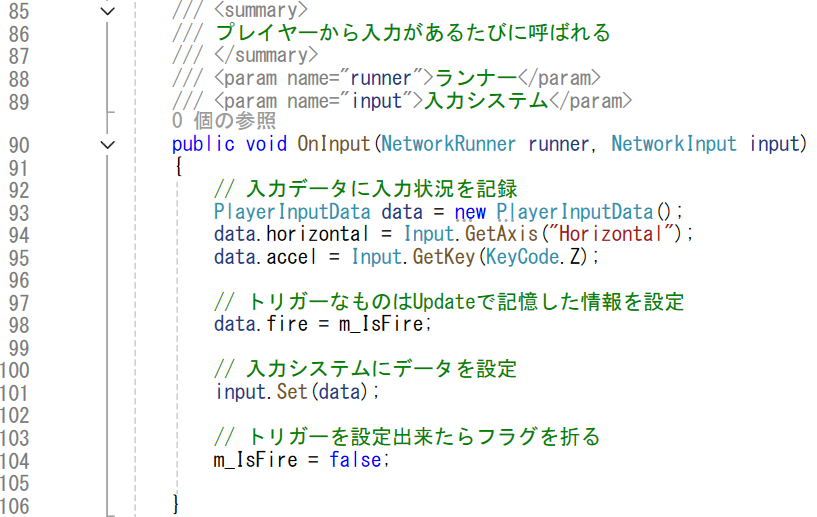 85 /// <summary>
86 /// プレイヤーから入力があるたびに呼ばれる
87 /// </summary>
88 /// <param name="runner">ランナー</param>
89 /// <param name="input">入力システム</param>
0 個の参照
90 public void OnInput(NetworkRunner runner, NetworkInput input)
91 {
92 // 入力データに入力状況を記録
93 PlayerInputData data = new PlayerInputData();
94 data.horizontal = Input.GetAxis("Horizontal");
95 data.accel = Input.GetKey(KeyCode.Z);
96
97 // トリガーなものはUpdateで記憶した情報を設定
98 data.fire = m_IsFire;
99
100 // 入力システムにデータを設定
101 input.Set(data);
102
103 // トリガーを設定出来たらフラグを折る
104 m_IsFire = false;
105
106 }